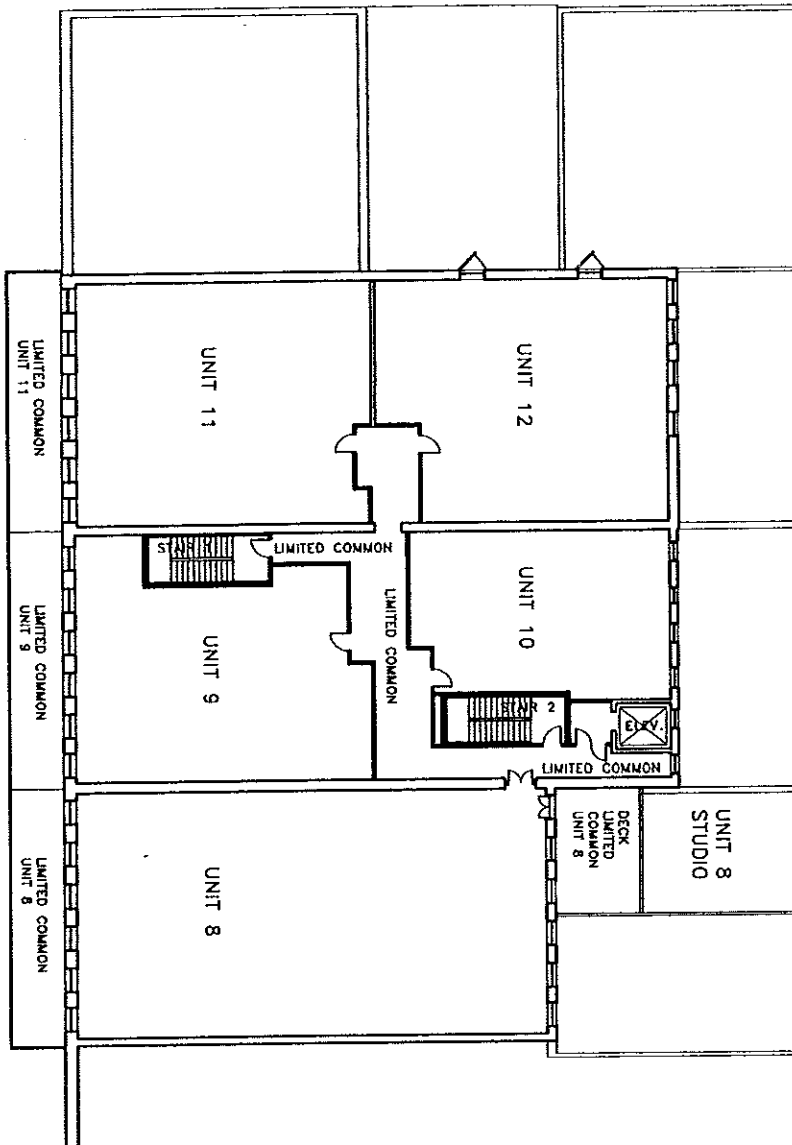 UNIT 11
UNIT 12
LIMITED COMMON
UNIT 11
STAIR 1
LIMITED COMMON
LIMITED COMMON
UNIT 10
UNIT 9
LIMITED COMMON
UNIT 9
STAIR 2
ELEV.
LIMITED COMMON
DECK
LIMITED
COMMON
UNIT 8
UNIT 8
STUDIO
UNIT 8
LIMITED COMMON
UNIT 8